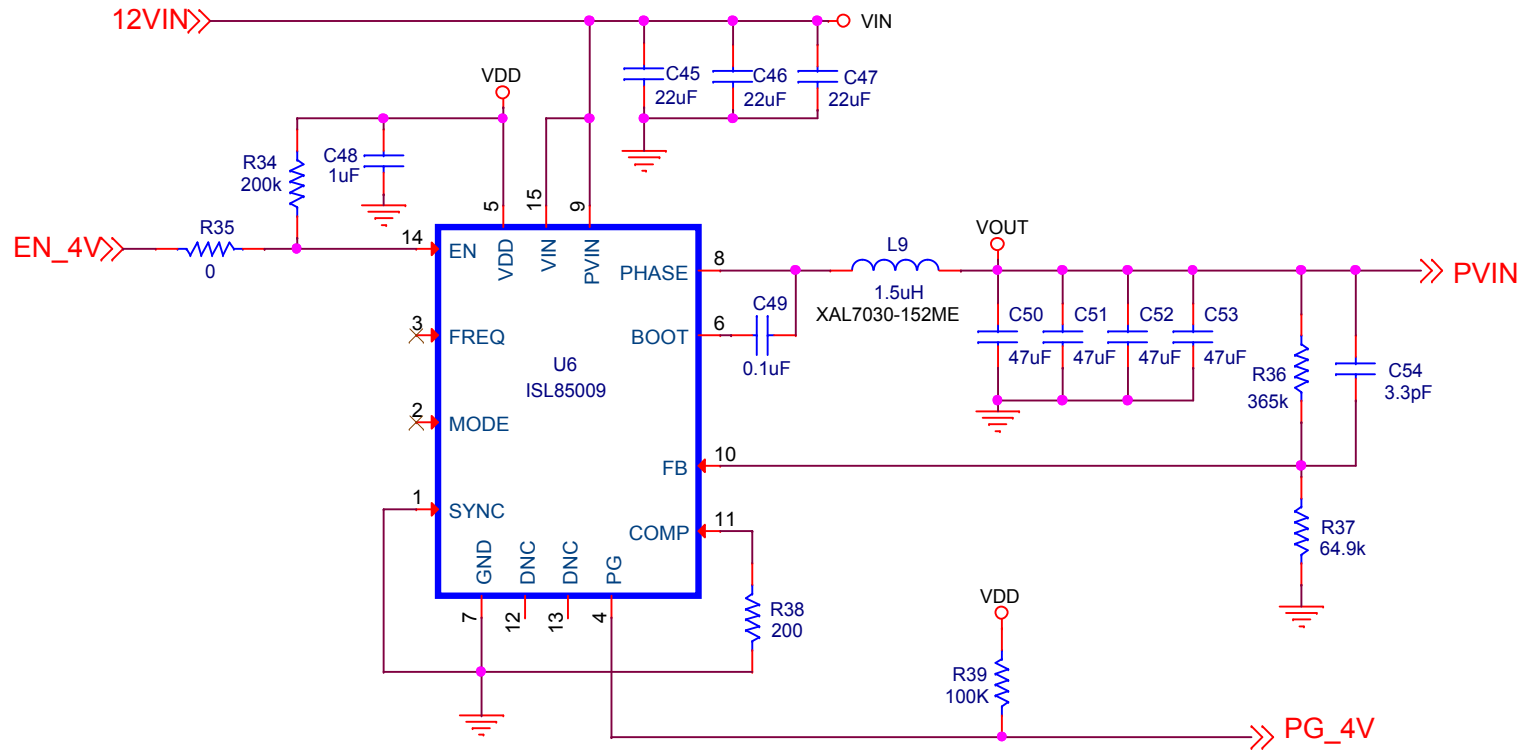 12VIN
VIN
VDD
C45
22uF
C46
22uF
C47
22uF
R34
200k
C48
1uF
5
15
9
EN_4V
R35
0
14
EN
VDD
VIN
PVIN
PHASE
8
L9
1.5uH
XAL7030-152ME
VOUT
PVIN
3
FREQ
BOOT
6
C49
0.1uF
C50
47uF
C51
47uF
C52
47uF
C53
47uF
R36
365k
C54
3.3pF
U6
ISL85009
2
MODE
FB
10
1
SYNC
COMP
11
R37
64.9k
GND
DNC
DNC
PG
7
12
13
4
R38
200
VDD
R39
100K
PG_4V